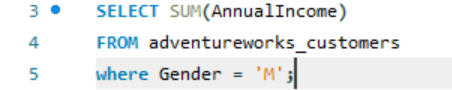 3 SELECT SUM(AnnualIncome)
4 FROM adventureworks_customers
5 where Gender = 'M';